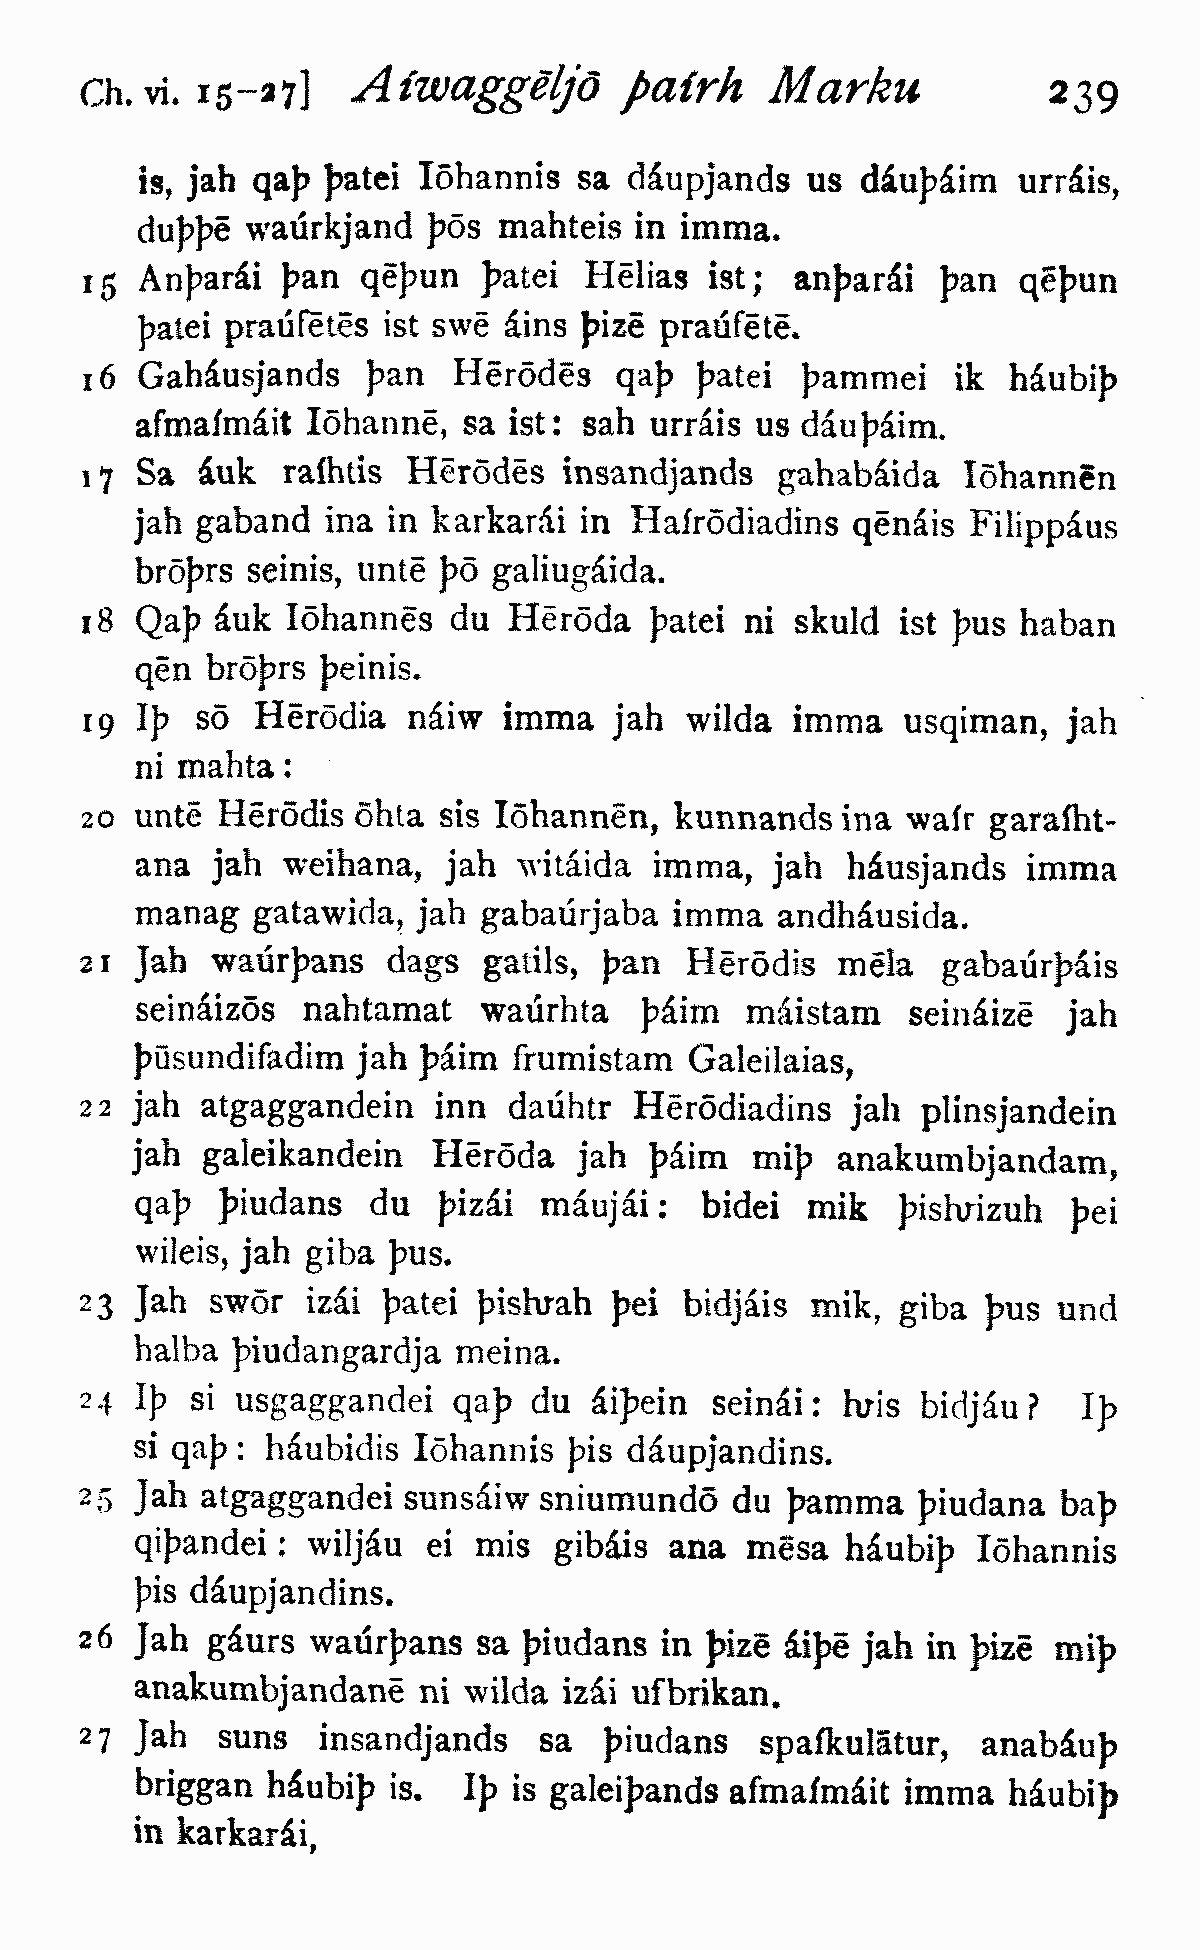 Ch. vi. 15–27] Aíwaggēljō þaírh Marku 239
is, jah qaþ þatei Iōhannis sa dáupjands us dáuþáim urráis,
duþþē waúrkjand þōs mahteis in imma.
15 Anþarái þan qēþun þatei Hēlias ist; anþarái þan qēþun
þatei praúfētēs ist swē áins þizē praúfētē.
16 Gaháusjands þan Hērōdēs qaþ þatei þammei ik háubiþ
afmaímáit Iōhannē, sa ist: sah urráis us dáuþáim.
17 Sa áuk raíhtis Hērōdēs insandjands gahabáida Iōhannēn
jah gaband ina in karkarái in Haírōdiadins qēnáis Filippáus
brōþrs seinis, untē þō galiugáida.
18 Qaþ áuk Iōhannēs du Hērōda þatei ni skuld ist þus haban
qēn brōþrs þeinis.
19 Iþ sō Hērōdia náiw imma jah wilda imma usqiman, jah
ni mahta:
20 untē Hērōdis ōhta sis Iōhannēn, kunnands ina waír garaíht-
ana jah weihana, jah witáida imma, jah háusjands imma
manag gatawida, jah gabaúrjaba imma andháusida.
21 Jah waúrþans dags gatils, þan Hērōdis mēla gabaúrþáis
seináizōs nahtamat waúrhta þáim máistam seináizē jah
þūsundifadim jah þáim frumistam Galeilaias,
22 jah atgaggandein inn daúhtr Hērōdiadins jah plinsjandein
jah galeikandein Hērōda jah þáim miþ anakumbjandam,
qaþ þiudans du þizái máujái: bidei mik þisƕizuh þei
wileis, jah giba þus.
23 Jah swōr izái þatei þisƕah þei bidjáis mik, giba þus und
halba þiudangardja meina.
24 Iþ si usgaggandei qaþ du áiþein seinái: ƕis bidjáu? Iþ
si qaþ: háubidis Iōhannis þis dáupjandins.
25 Jah atgaggandei sunsáiw sniumundō du þamma þiudana baþ
qiþandei: wiljáu ei mis gibáis ana mēsa háubiþ Iōhannis
þis dáupjandins.
26 Jah gáurs waúrþans sa þiudans in þizē áiþē jah in þizē miþ
anakumbjandanē ni wilda izái ufbrikan.
27 Jah suns insandjands sa þiudans spaíkulātur, anabáuþ
briggan háubiþ is. Iþ is galeiþands afmaímáit imma háubiþ
in karkarái,